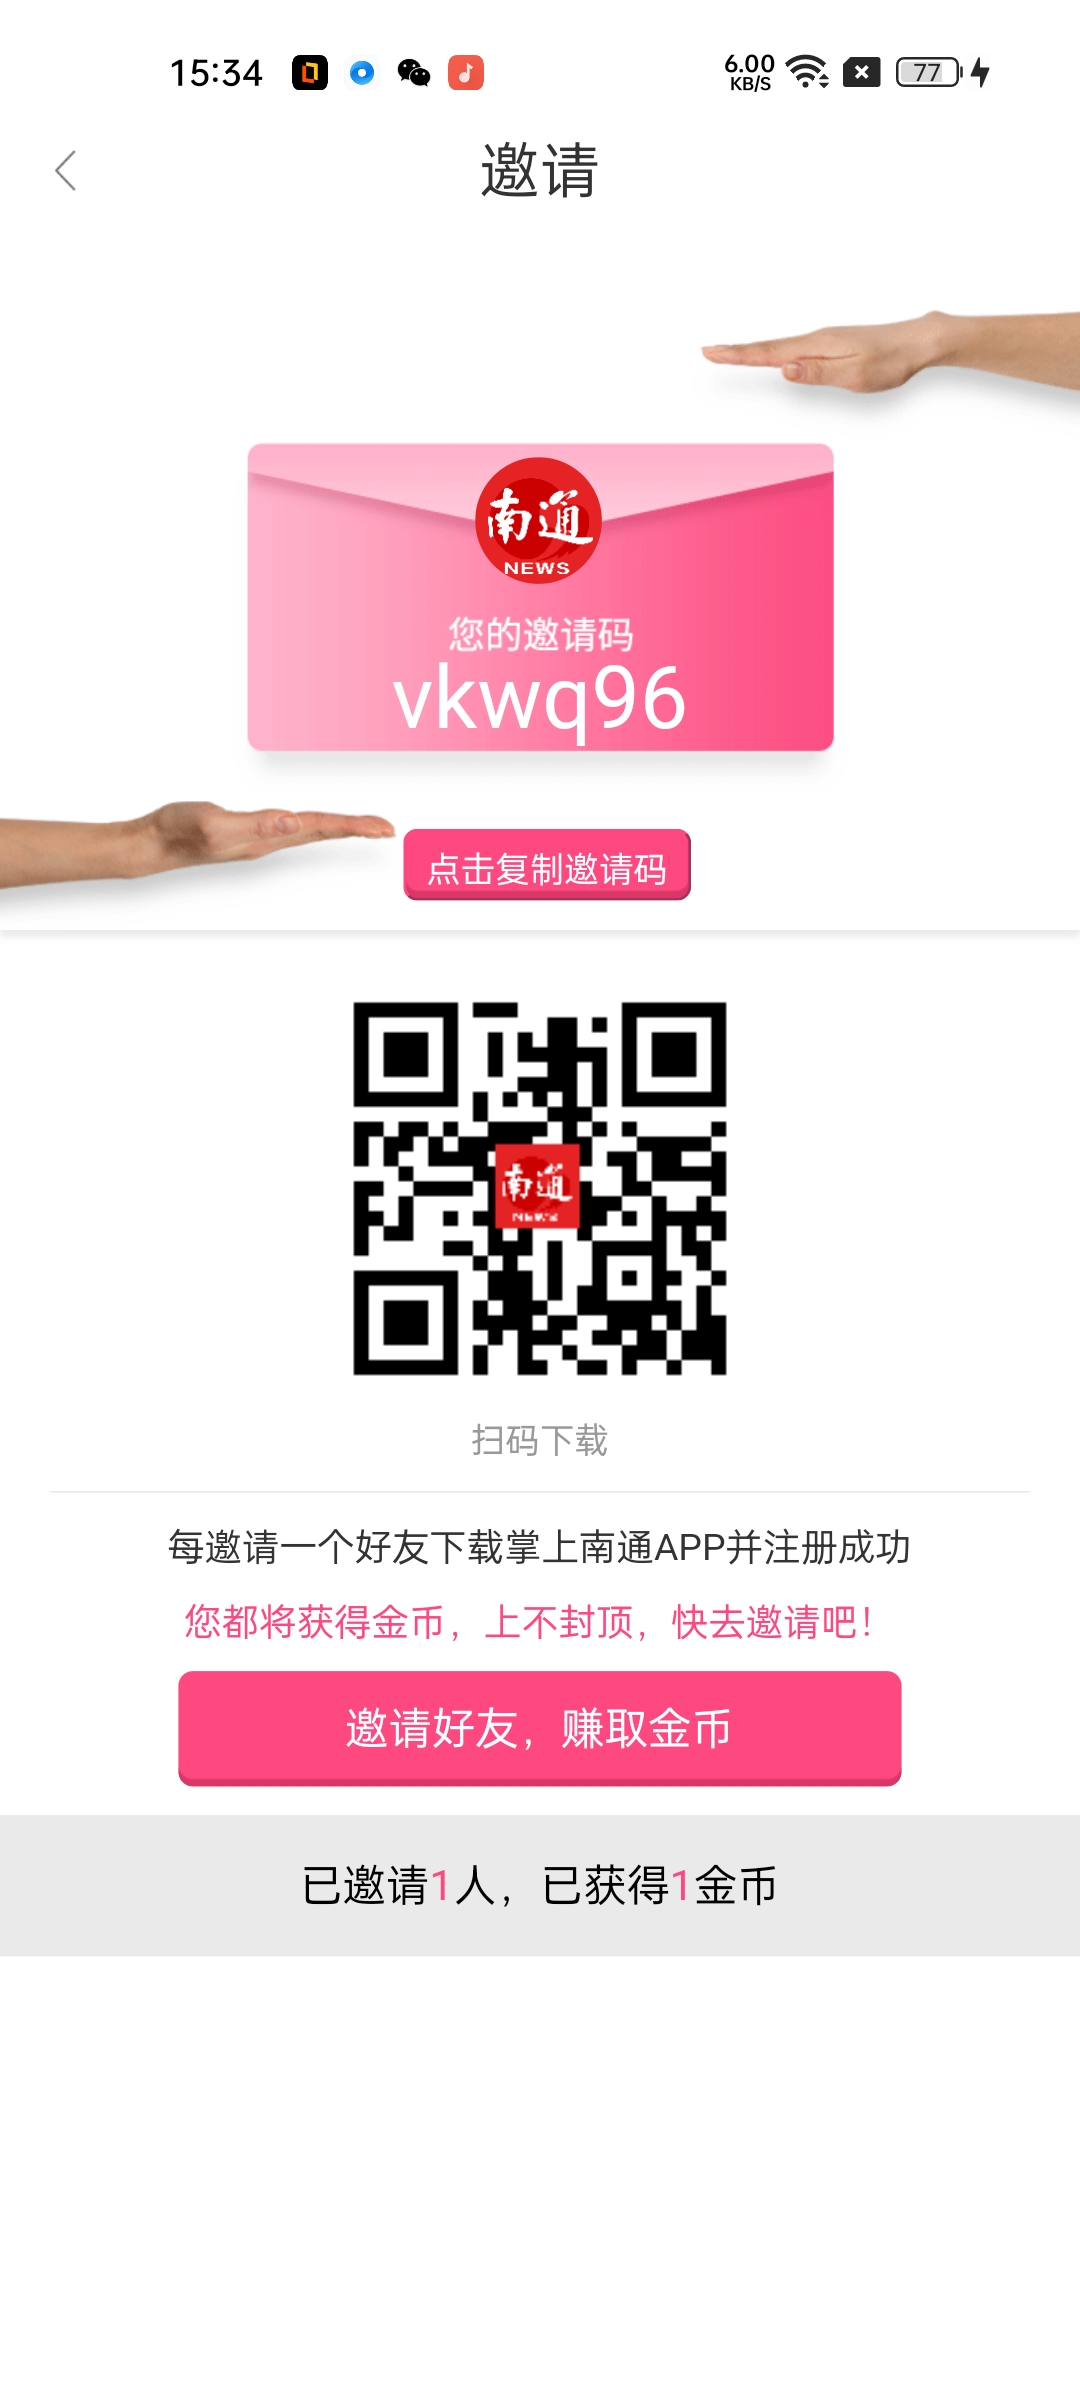 15:34
6.00
KB/S
77
邀请
南通
NEWS
您的邀请码
vkwq96
点击复制邀请码
南通
NEWS
扫码下载
每邀请一个好友下载掌上南通APP并注册成功
您都将获得金币，上不封顶，快去邀请吧！
邀请好友，赚取金币
已邀请1人，已获得1金币